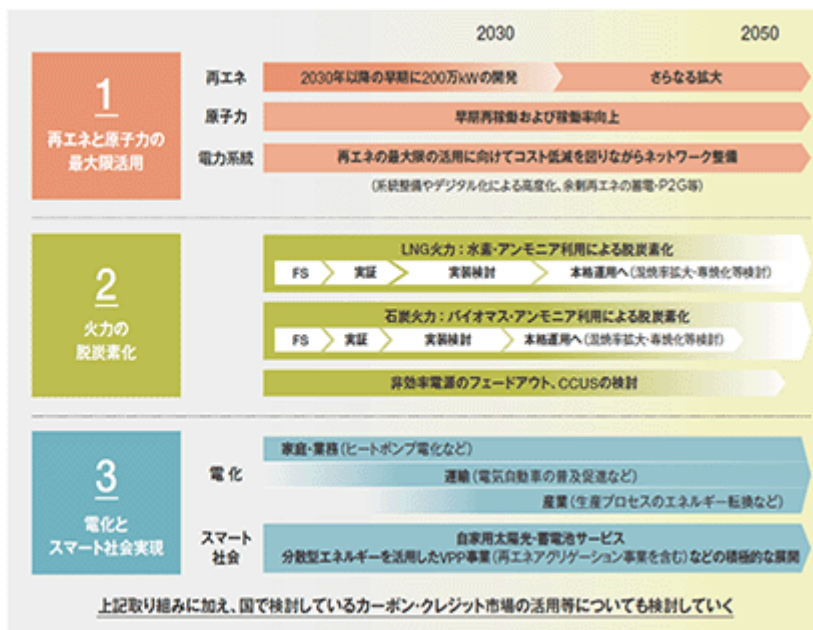 2030 2050
1
再エネと原子力の
最大限活用
再エネ 2030年以降の早期に200万kWの開発 さらなる拡大
原子力 早期再稼働および稼働率向上
電力系統 再エネの最大限の活用に向けてコスト低減を図りながらネットワーク整備
(系統整備やデジタル化による高度化、余剰再エネの蓄電・P2G等)
2
火力の
脱炭素化
LNG火力:水素・アンモニア利用による脱炭素化
FS 実証 実装検討 本格運用へ(混焼率拡大・専焼化等検討)
石炭火力:バイオマス・アンモニア利用による脱炭素化
FS 実証 実装検討 本格運用へ(混焼率拡大・専焼化等検討)
非効率電源のフェードアウト、CCUSの検討
3
電化と
スマート社会実現
電化
家庭・業務(ヒートポンプ電化など)
運輸(電気自動車の普及促進など)
産業(生産プロセスのエネルギー転換など)
スマート
社会
自家用太陽光・蓄電池サービス
分散型エネルギーを活用したVPP事業(再エネアグリゲーション事業を含む)などの積極的な展開
上記取り組みに加え、国で検討しているカーボン・クレジット市場の活用等についても検討していく